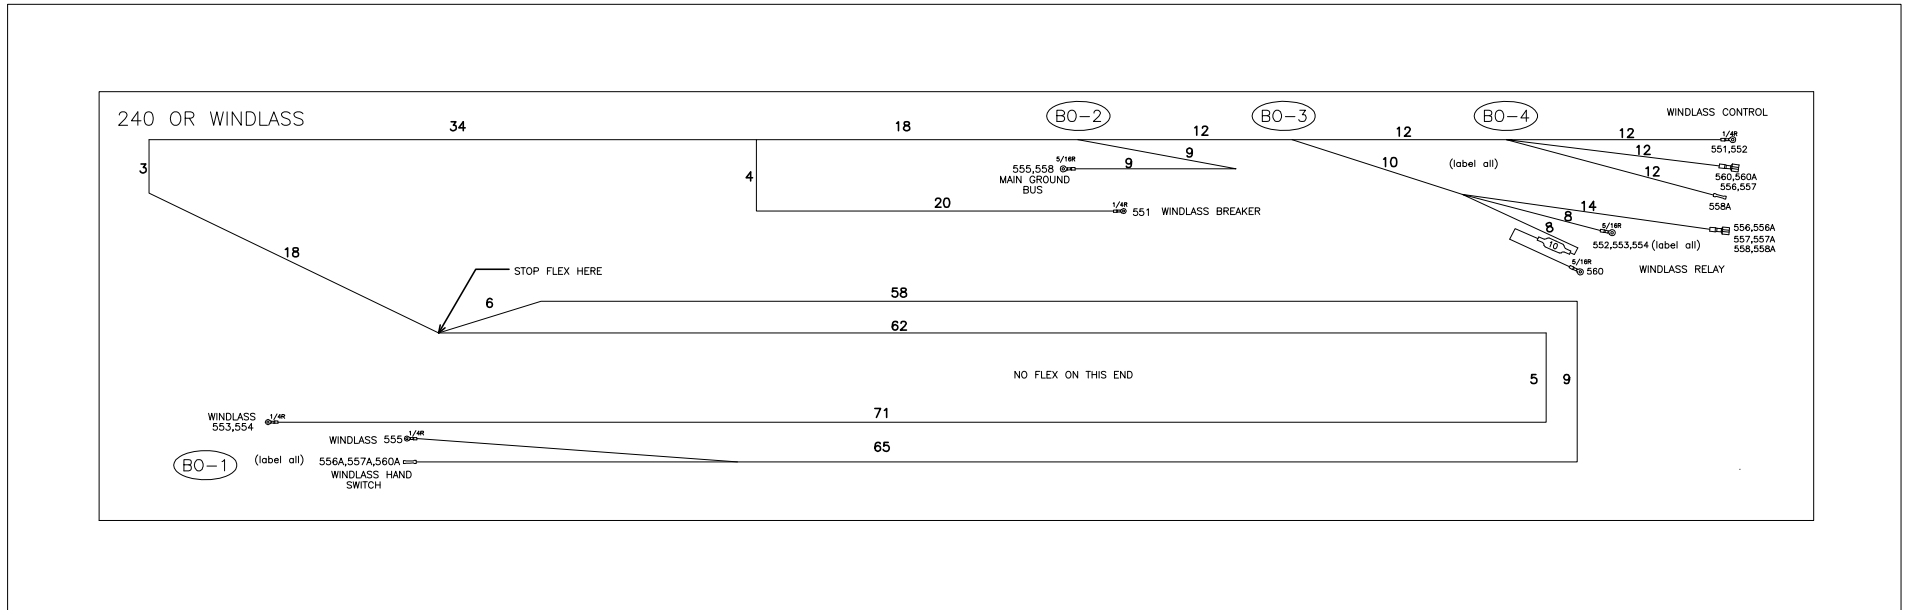 240 OR WINDLASS
34
18
BO-2
12
BO-3
12
BO-4
12
WINDLASS CONTROL
1/4R
551,552
12
560,560A
556,557
12
558A
3
4
9
5/16R
555,558
9
MAIN GROUND
BUS
10
(label all)
20
1/4R
551 WINDLASS BREAKER
14
8
8
5/16R
552,553,554 (label all)
556,556A
557,557A
558,558A
10
5/16R
560
WINDLASS RELAY
18
STOP FLEX HERE
6
58
62
NO FLEX ON THIS END
5
9
WINDLASS
553,554
1/4R
71
WINDLASS 555
1/4R
65
BO-1
(label all)
556A,557A,560A
WINDLASS HAND
SWITCH